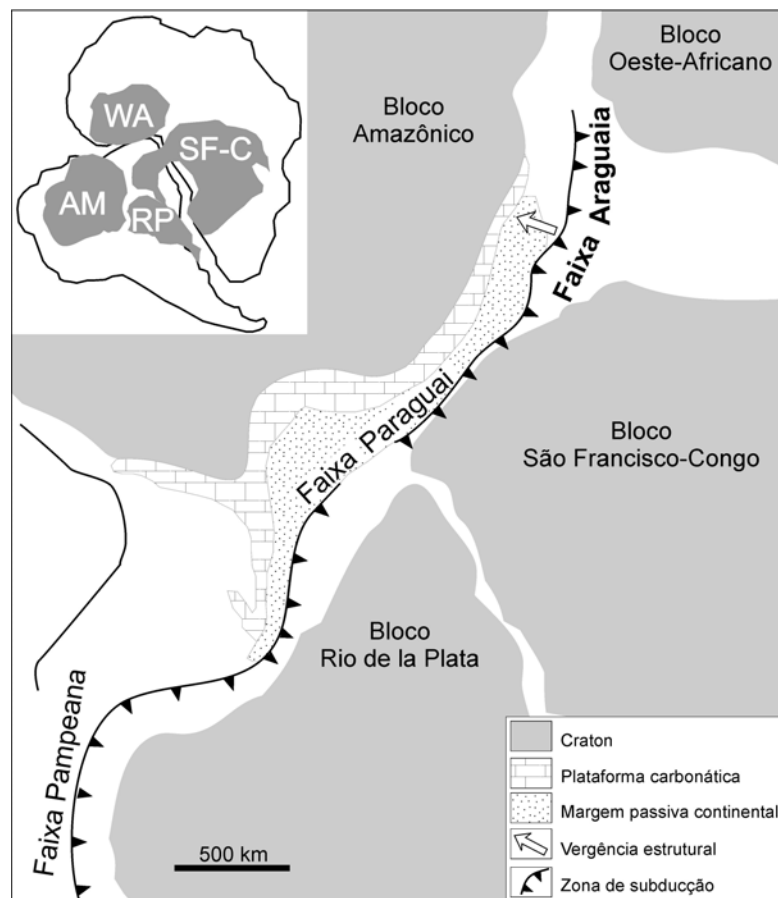 WA
SF-C
AM
RP
Bloco
Oeste-Africano
Bloco
Amazônico
Faixa Araguaia
Faixa Paraguai
Bloco
São Francisco-Congo
Bloco
Rio de la Plata
Faixa Pampeana
500 km
Craton
Plataforma carbonática
Margem passiva continental
Vergência estrutural
Zona de subducção